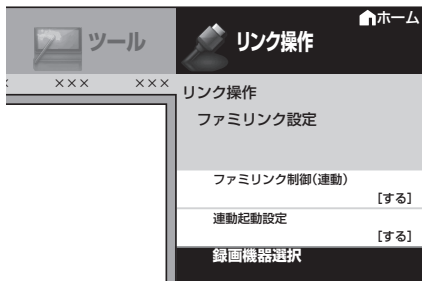 ホーム
ツール
リンク操作
××× ×××
リンク操作
ファミリンク設定
ファミリンク制御(連動)
[する]
連動起動設定
[する]
録画機器選択